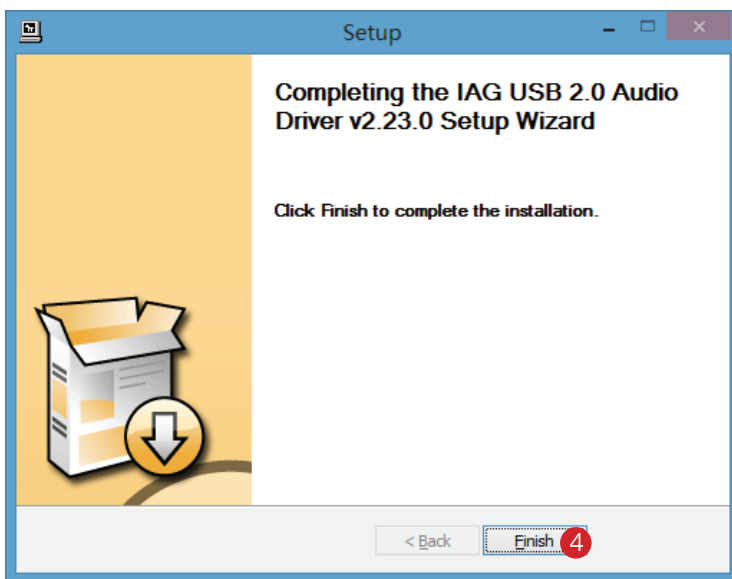 Setup
Completing the IAG USB 2.0 Audio
Driver v2.23.0 Setup Wizard
Click Finish to complete the installation.
< Back
Finish
4